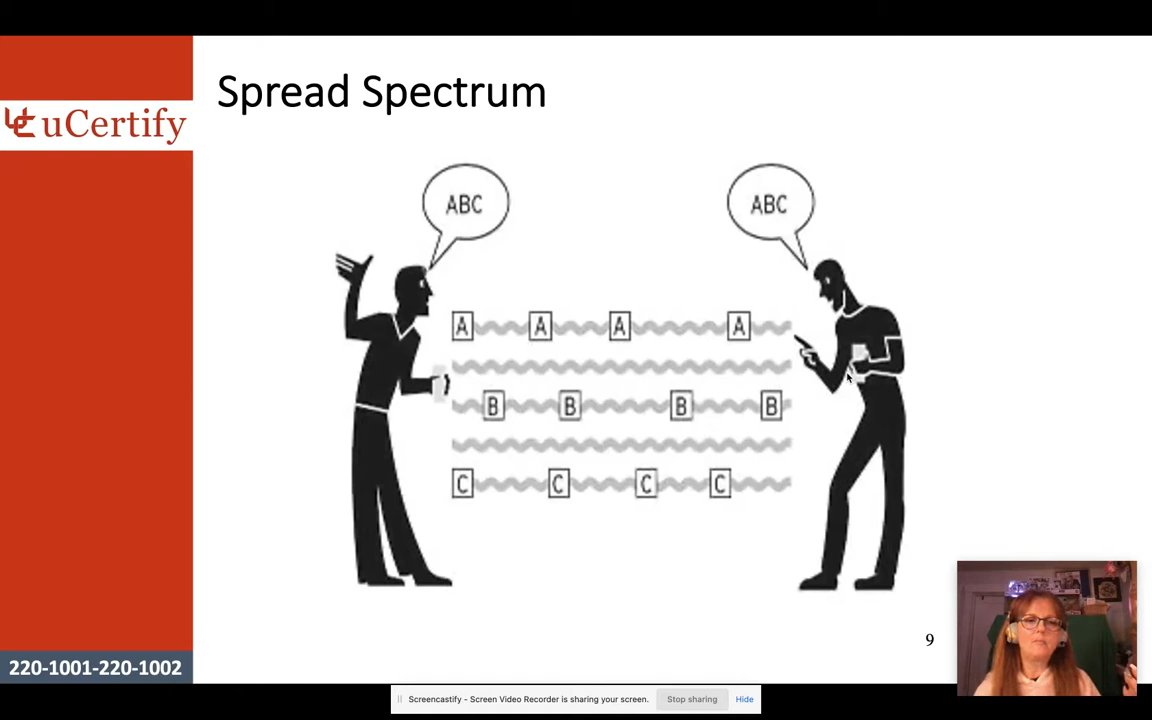 Spread Spectrum
uCertify
ABC
ABC
A A A A
B B B B
C C C C
9
220-1001-220-1002
Screencastify - Screen Video Recorder is sharing your screen. Stop sharing Hide